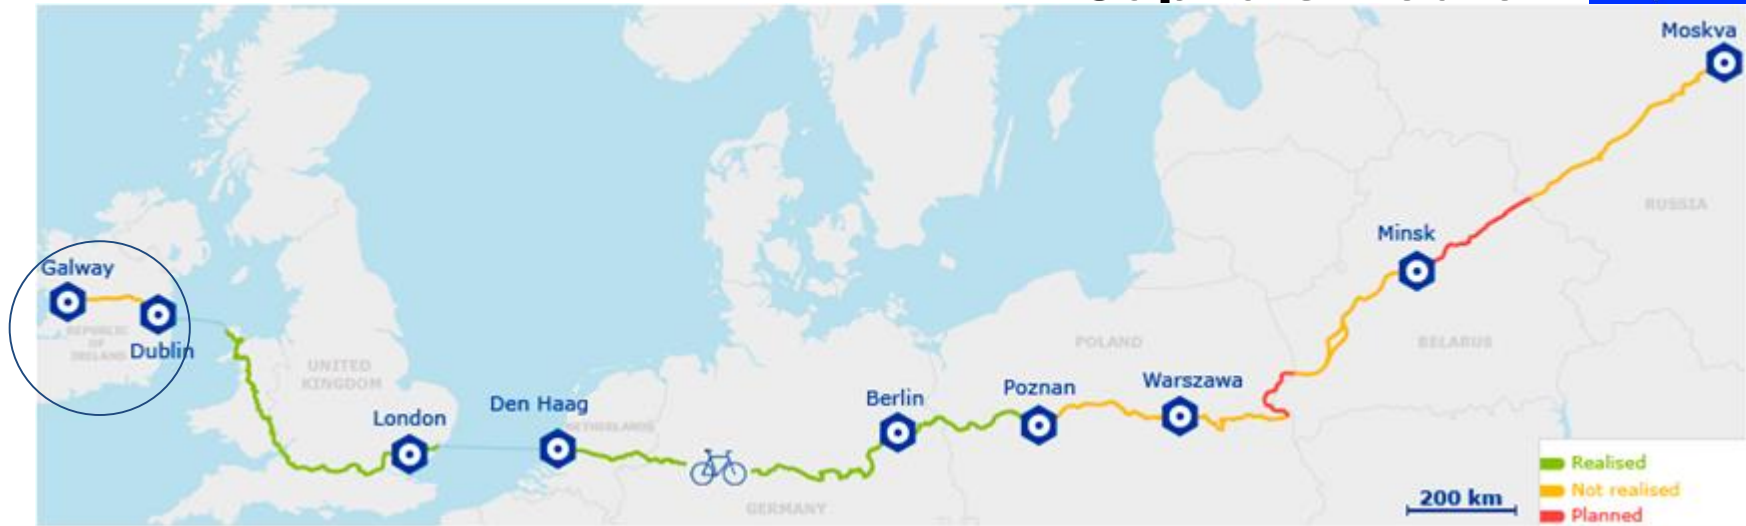 Moskva
RUSSIA
Minsk
BELARUS
Galway
REPUBLIC
OF
IRELAND
Dublin
UNITED
KINGDOM
London
Den Haag
NETHERLANDS
GERMANY
Berlin
POLAND
Poznan
Warszawa
Realised
Not realised
Planned
200 km